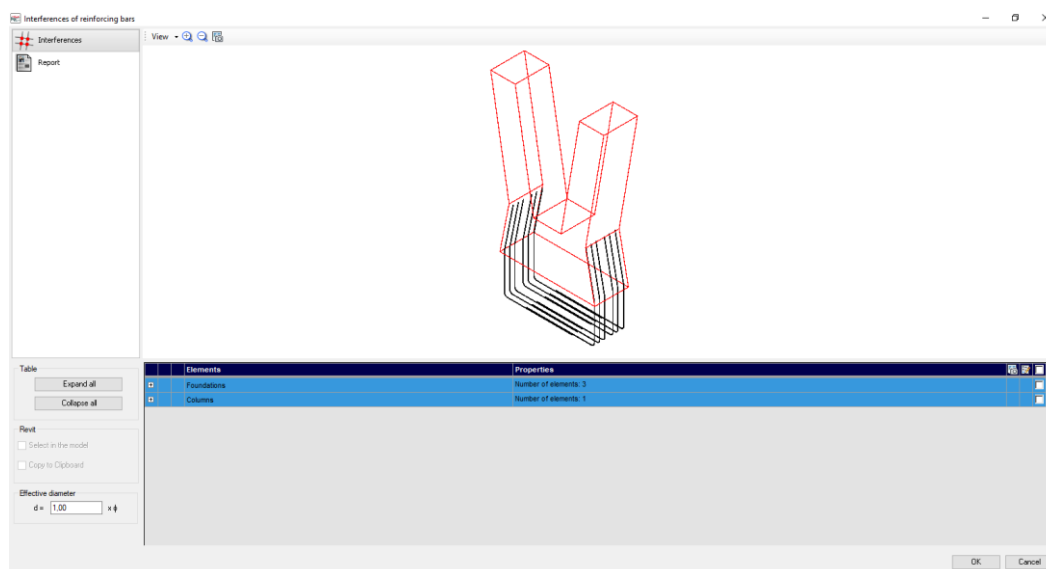 Interferences of reinforcing bars
Interferences
Report
View
Elements Properties
Foundations Number of elements: 3
Columns Number of elements: 1
Table
Expand all
Collapse all
Revit
Select in the model
Copy to Clipboard
Effective diameter
d = 1,00 x ϕ
OK Cancel